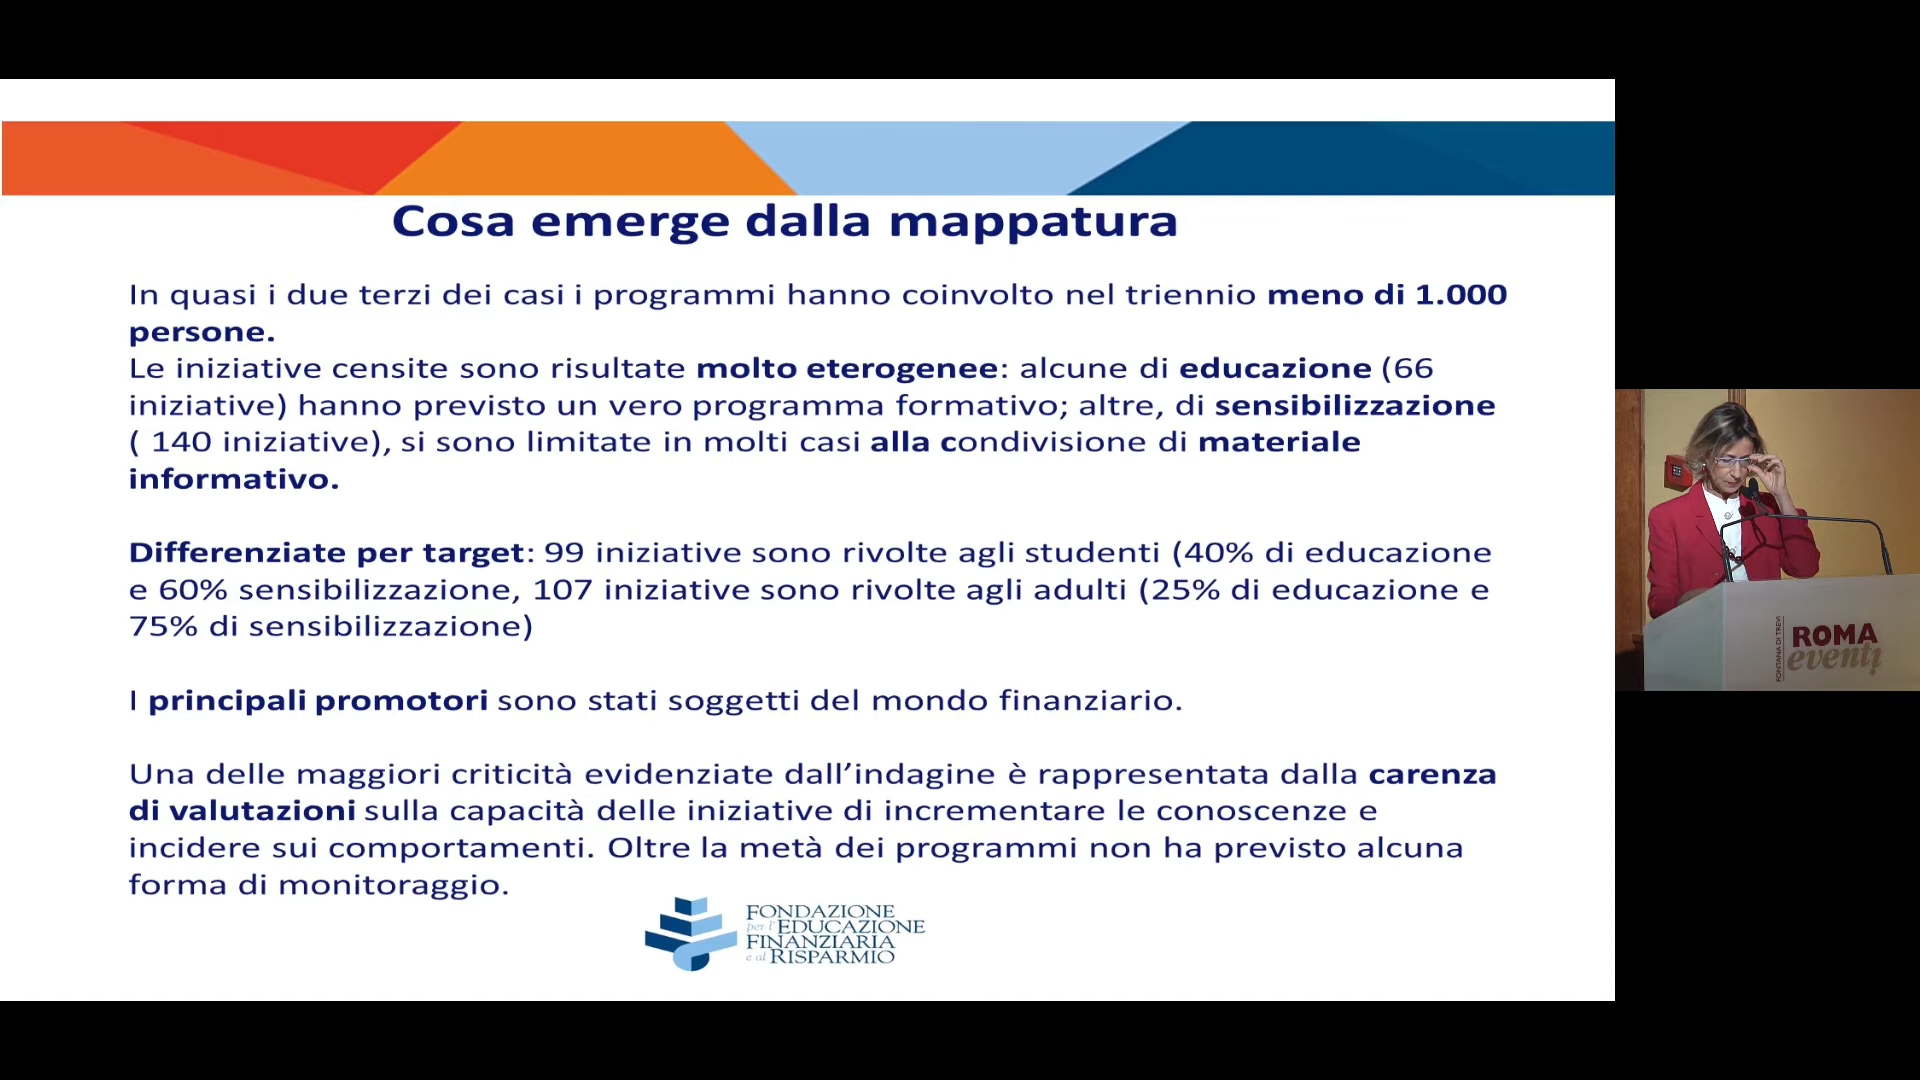 Cosa emerge dalla mappatura
In quasi i due terzi dei casi i programmi hanno coinvolto nel triennio meno di 1.000
persone.
Le iniziative censite sono risultate molto eterogenee: alcune di educazione (66
iniziative) hanno previsto un vero programma formativo; altre, di sensibilizzazione
( 140 iniziative), si sono limitate in molti casi alla condivisione di materiale
informativo.
Differenziate per target: 99 iniziative sono rivolte agli studenti (40% di educazione
e 60% sensibilizzazione, 107 iniziative sono rivolte agli adulti (25% di educazione e
75% di sensibilizzazione)
I principali promotori sono stati soggetti del mondo finanziario.
Una delle maggiori criticità evidenziate dall’indagine è rappresentata dalla carenza
di valutazioni sulla capacità delle iniziative di incrementare le conoscenze e
incidere sui comportamenti. Oltre la metà dei programmi non ha previsto alcuna
forma di monitoraggio.
FONDAZIONE
per l'EDUCAZIONE
FINANZIARIA
e al RISPARMIO
FONTANA DI TREVI
ROMA
eventi